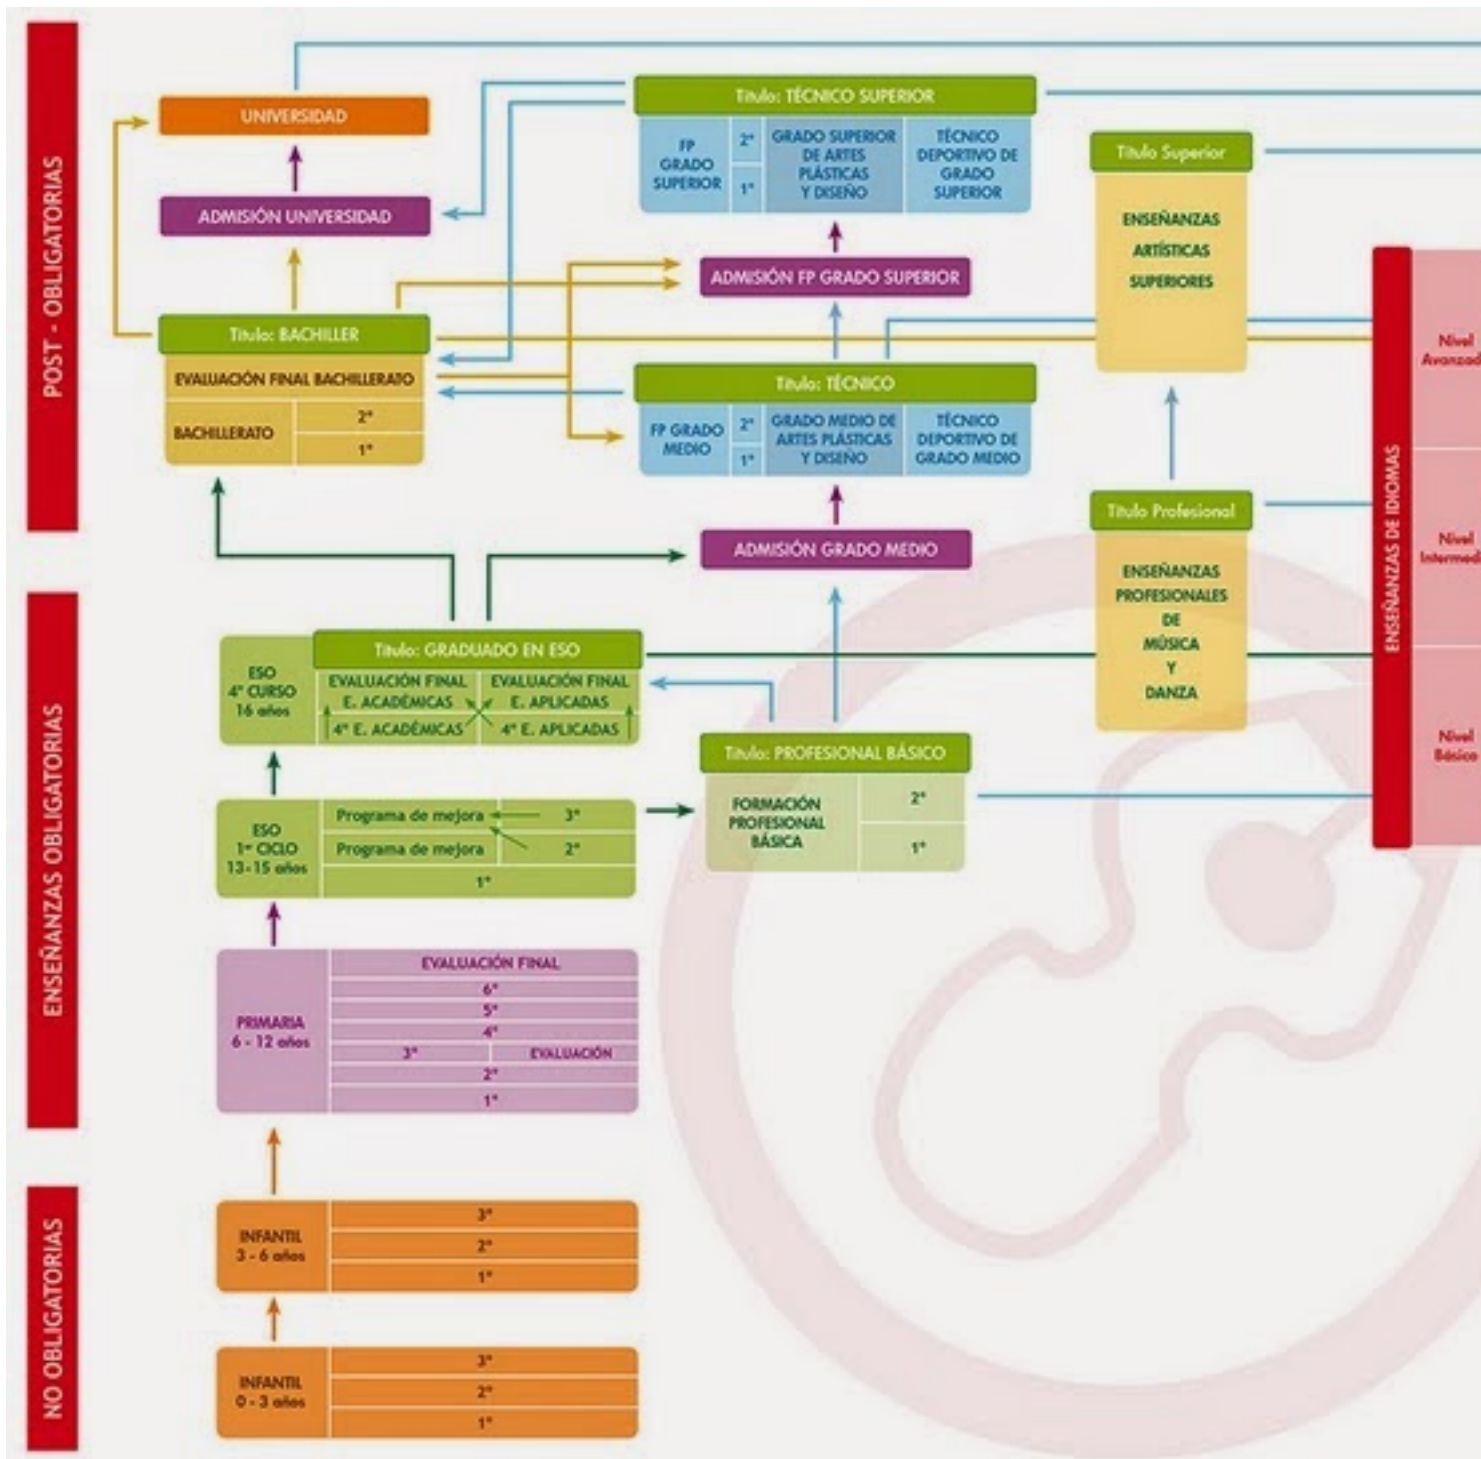 POST - OBLIGATORIAS
UNIVERSIDAD
ADMISIÓN UNIVERSIDAD
Título: BACHILLER
EVALUACIÓN FINAL BACHILLERATO
BACHILLERATO
2º
1º
Título: TÉCNICO SUPERIOR
FP
GRADO
SUPERIOR
2º
1º
GRADO SUPERIOR
DE ARTES
PLÁSTICAS
Y DISEÑO
TÉCNICO
DEPORTIVO DE
GRADO
SUPERIOR
ADMISIÓN FP GRADO SUPERIOR
Título: TÉCNICO
FP GRADO
MEDIO
2º
1º
GRADO MEDIO DE
ARTES PLÁSTICAS
Y DISEÑO
TÉCNICO
DEPORTIVO DE
GRADO MEDIO
ADMISIÓN GRADO MEDIO
Título Superior
ENSEÑANZAS
ARTÍSTICAS
SUPERIORES
Título Profesional
ENSEÑANZAS
PROFESIONALES
DE
MÚSICA
Y
DANZA
ENSEÑANZAS DE IDIOMAS
Nivel
Avanzad
Nivel
Intermed
Nivel
Básico
ENSEÑANZAS OBLIGATORIAS
ESO
4º CURSO
16 años
Título: GRADUADO EN ESO
EVALUACIÓN FINAL
E. ACADÉMICAS
EVALUACIÓN FINAL
E. APLICADAS
4º E. ACADÉMICAS
4º E. APLICADAS
ESO
1er CICLO
13-15 años
Programa de mejora
3º
Programa de mejora
2º
1º
Título: PROFESIONAL BÁSICO
FORMACIÓN
PROFESIONAL
BÁSICA
2º
1º
PRIMARIA
6 - 12 años
EVALUACIÓN FINAL
6º
5º
4º
3º
EVALUACIÓN
2º
1º
NO OBLIGATORIAS
INFANTIL
3 - 6 años
3º
2º
1º
INFANTIL
0 - 3 años
3º
2º
1º